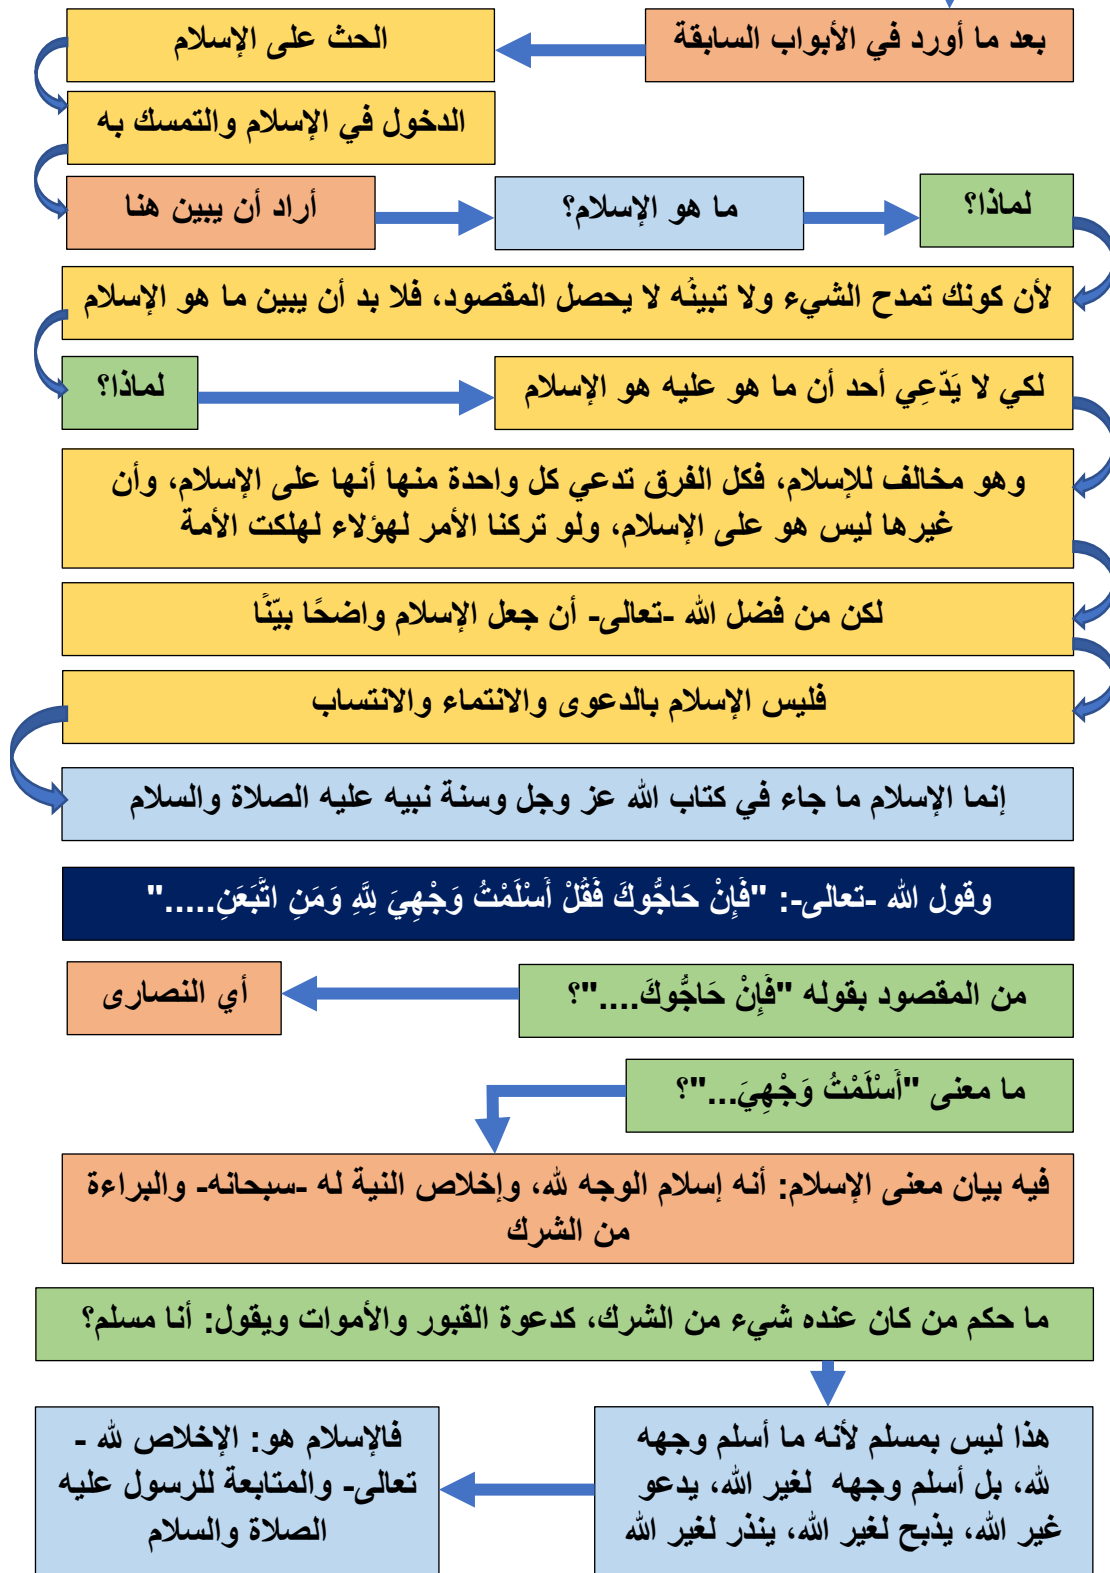 بعد ما أورد في الأبواب السابقة
الحث على الإسلام
الدخول في الإسلام والتمسك به
أراد أن يبين هنا
ما هو الإسلام؟
لماذا؟
لأن كونك تمدح الشيء ولا تبينُه لا يحصل المقصود، فلا بد أن يبين ما هو الإسلام
لماذا؟
لكي لا يَدّعِي أحد أن ما هو عليه هو الإسلام
وهو مخالف للإسلام، فكل الفرق تدعي كل واحدة منها أنها على الإسلام، وأن
غيرها ليس هو على الإسلام، ولو تركنا الأمر لهؤلاء لهلكت الأمة
لكن من فضل الله -تعالى- أن جعل الإسلام واضحًا بيّنًا
فليس الإسلام بالدعوى والانتماء والانتساب
إنما الإسلام ما جاء في كتاب الله عز وجل وسنة نبيه عليه الصلاة والسلام
وقول الله -تعالى-: "فَإِنْ حَاجُّوكَ فَقُلْ أَسْلَمْتُ وَجْهِيَ لِلَّهِ وَمَنِ اتَّبَعَنِ....."
من المقصود بقوله "فَإِنْ حَاجُّوكَ...."؟
أي النصارى
ما معنى "أَسْلَمْتُ وَجْهِيَ..."؟
فيه بيان معنى الإسلام: أنه إسلام الوجه لله، وإخلاص النية له -سبحانه- والبراءة
من الشرك
ما حكم من كان عنده شيء من الشرك، كدعوة القبور والأموات ويقول: أنا مسلم؟
هذا ليس بمسلم لأنه ما أسلم وجهه
لله، بل أسلم وجهه لغير الله، يدعو
غير الله، يذبح لغير الله، ينذر لغير الله
فالإسلام هو: الإخلاص لله -
تعالى- والمتابعة للرسول عليه
الصلاة والسلام